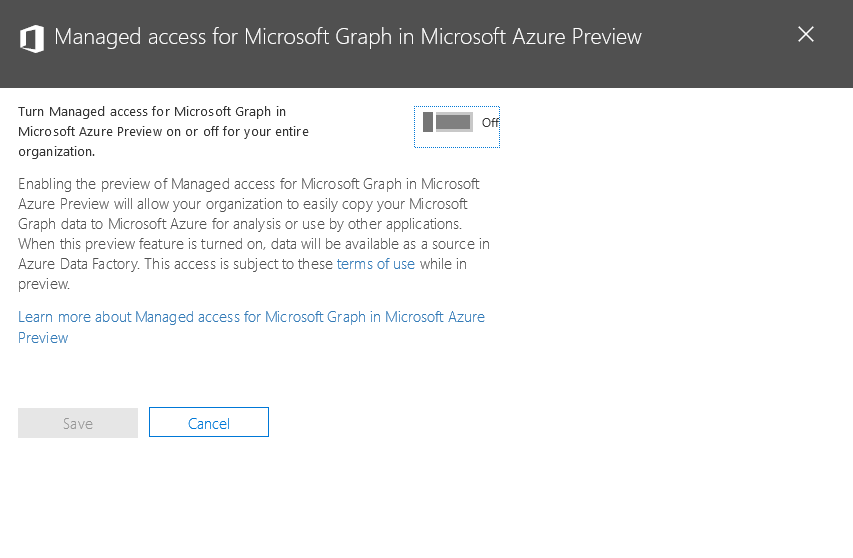 Managed access for Microsoft Graph in Microsoft Azure Preview
Turn Managed access for Microsoft Graph in
Microsoft Azure Preview on or off for your entire
organization.
Off
Enabling the preview of Managed access for Microsoft Graph in Microsoft
Azure Preview will allow your organization to easily copy your Microsoft
Graph data to Microsoft Azure for analysis or use by other applications.
When this preview feature is turned on, data will be available as a source in
Azure Data Factory. This access is subject to these terms of use while in
preview.
Learn more about Managed access for Microsoft Graph in Microsoft Azure
Preview
Save
Cancel